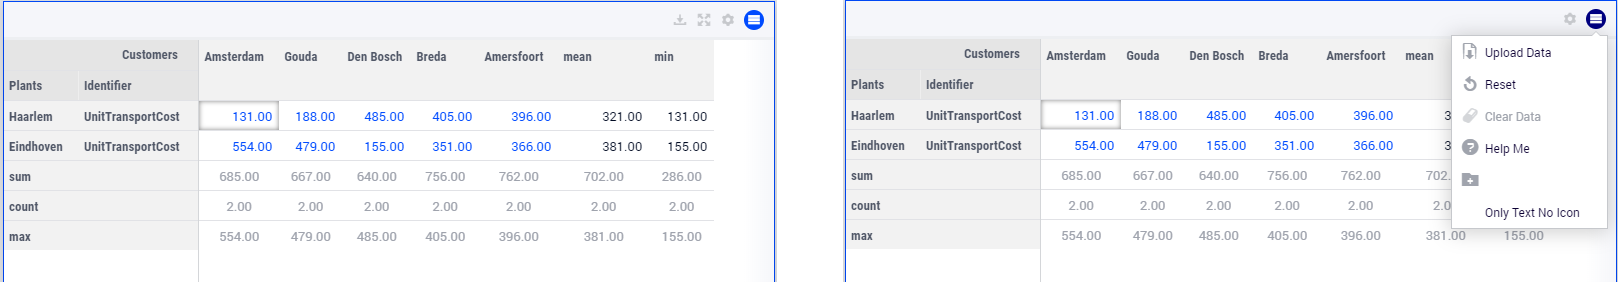 Customers Amsterdam Gouda Den Bosch Breda Amersfoort mean min
Plants Identifier
Haarlem UnitTransportCost 131.00 188.00 485.00 405.00 396.00 321.00 131.00
Eindhoven UnitTransportCost 554.00 479.00 155.00 351.00 366.00 381.00 155.00
sum 685.00 667.00 640.00 756.00 762.00 702.00 286.00
count 2.00 2.00 2.00 2.00 2.00 2.00 2.00
max 554.00 479.00 485.00 405.00 396.00 381.00 155.00
Customers Amsterdam Gouda Den Bosch Breda Amersfoort mean
Plants Identifier
Haarlem UnitTransportCost 131.00 188.00 485.00 405.00 396.00 3
Eindhoven UnitTransportCost 554.00 479.00 155.00 351.00 366.00 3
sum 685.00 667.00 640.00 756.00 762.00 702.
count 2.00 2.00 2.00 2.00 2.00 2.0
max 554.00 479.00 485.00 405.00 396.00 381.00 155.00
Upload Data
Reset
Clear Data
Help Me
Only Text No Icon